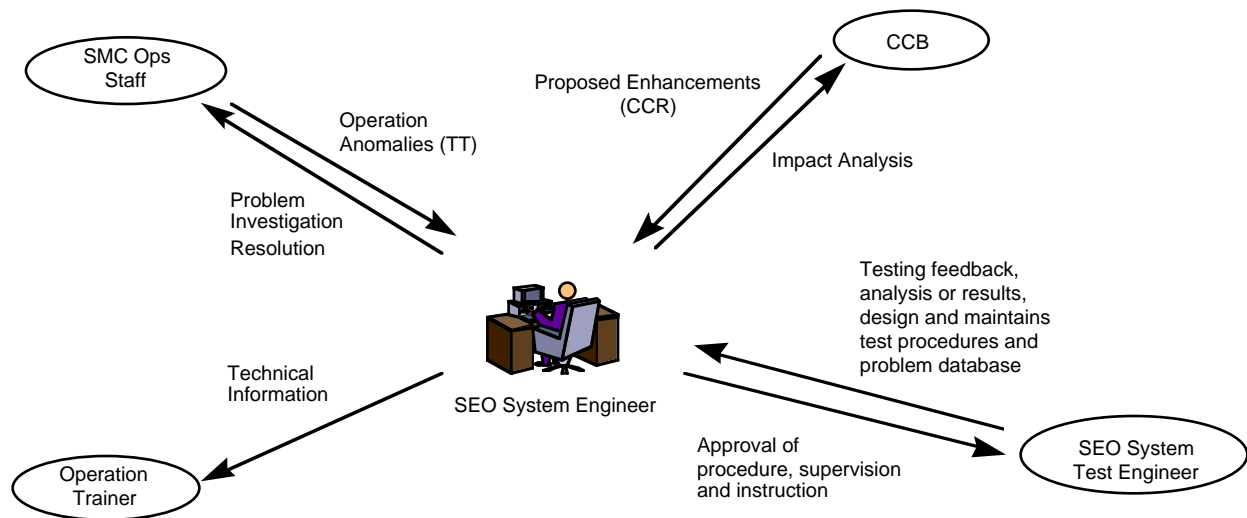 SMC Ops
Staff
CCB
Proposed Enhancements
(CCR)
Operation
Anomalies (TT)
Impact Analysis
Problem
Investigation
Resolution
Testing feedback,
analysis or results,
design and maintains
test procedures and
problem database
Technical
Information
SEO System Engineer
Approval of
procedure, supervision
and instruction
SEO System
Test Engineer
Operation
Trainer